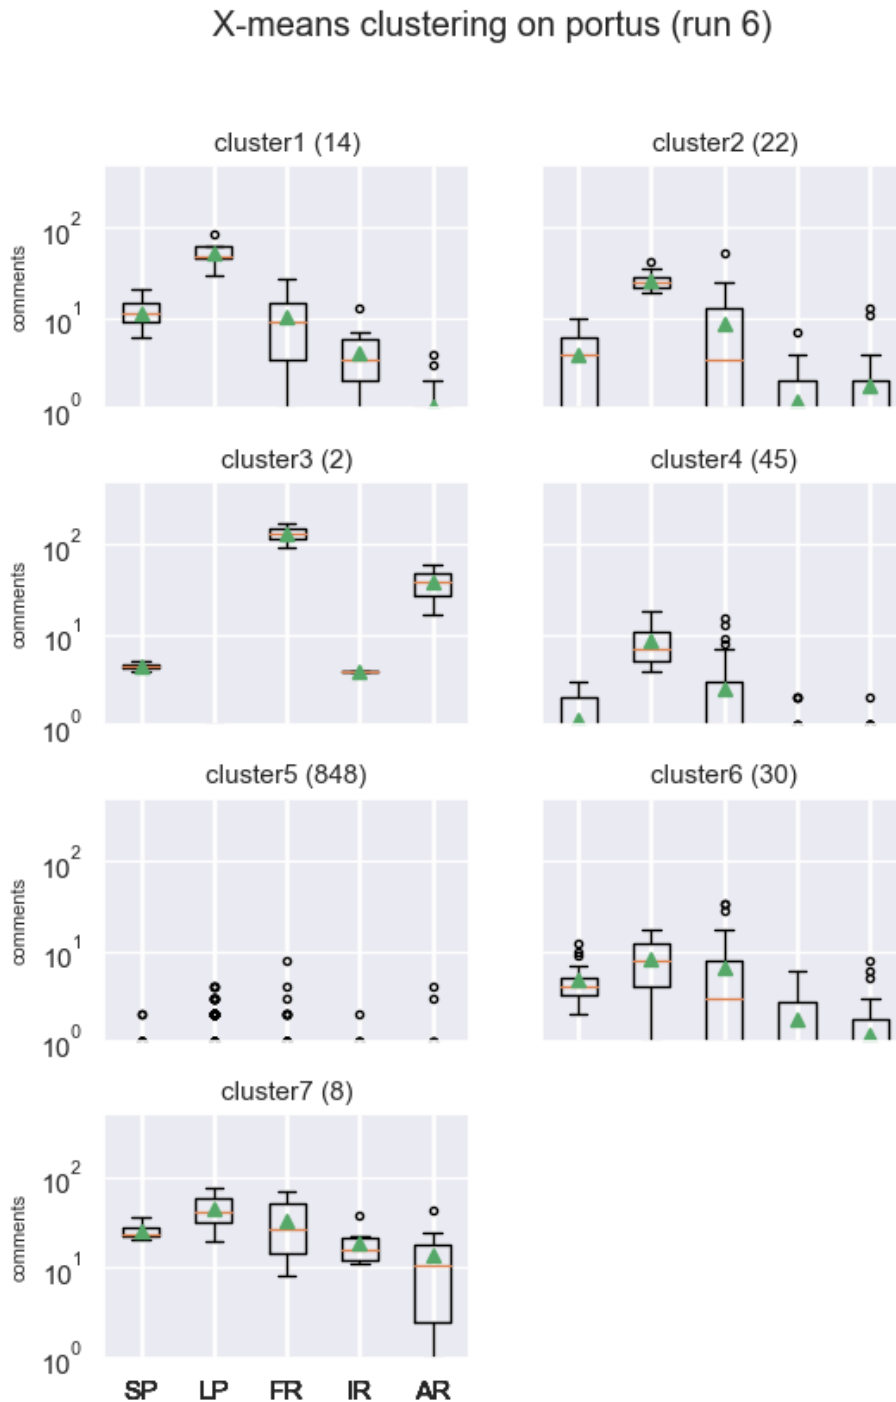 X-means clustering on portus (run 6)
cluster1 (14)
cluster2 (22)
comments
10^2
10^1
10^0
cluster3 (2)
cluster4 (45)
comments
10^2
10^1
10^0
cluster5 (848)
cluster6 (30)
comments
10^2
10^1
10^0
cluster7 (8)
comments
10^2
10^1
10^0
SP LP FR IR AR